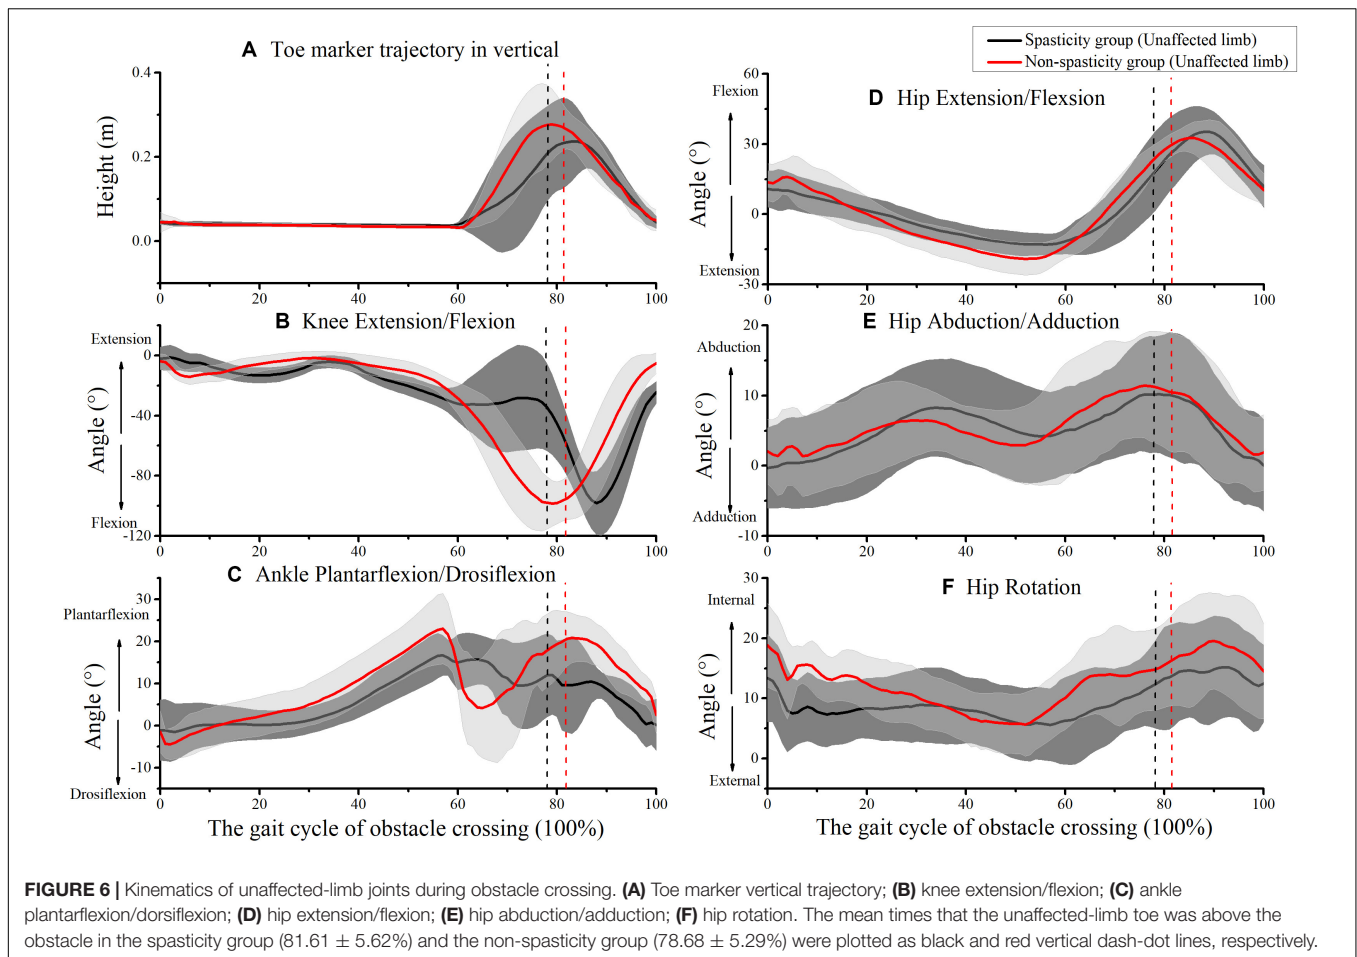 Spasticity group (Unaffected limb)
Non-spasticity group (Unaffected limb)
A Toe marker trajectory in vertical
Height (m)
0.4
0.2
0.0
0 20 40 60 80 100
B Knee Extension/Flexion
Extension
Angle (°)
Flexion
0
-40
-80
-120
0 20 40 60 80 100
C Ankle Plantarflexion/Drosiflexion
Plantarflexion
Angle (°)
Drosiflexion
30
20
10
0
-10
0 20 40 60 80 100
The gait cycle of obstacle crossing (100%)
D Hip Extension/Flexsion
Flexion
Angle (°)
Extension
60
30
0
-30
0 20 40 60 80 100
E Hip Abduction/Adduction
Abduction
Angle (°)
Adduction
20
10
0
-10
0 20 40 60 80 100
F Hip Rotation
Internal
Angle (°)
External
30
20
10
0
0 20 40 60 80 100
The gait cycle of obstacle crossing (100%)
FIGURE 6 | Kinematics of unaffected-limb joints during obstacle crossing. (A) Toe marker vertical trajectory; (B) knee extension/flexion; (C) ankle
plantarflexion/dorsiflexion; (D) hip extension/flexion; (E) hip abduction/adduction; (F) hip rotation. The mean times that the unaffected-limb toe was above the
obstacle in the spasticity group (81.61 ± 5.62%) and the non-spasticity group (78.68 ± 5.29%) were plotted as black and red vertical dash-dot lines, respectively.